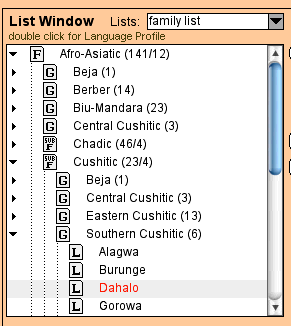 List Window Lists: family list
double click for Language Profile
F Afro-Asiatic (141/12)
G Beja (1)
G Berber (14)
G Biu-Mandara (23)
G Central Cushitic (3)
SUB F Chadic (46/4)
SUB F Cushitic (23/4)
G Beja (1)
G Central Cushitic (3)
G Eastern Cushitic (13)
G Southern Cushitic (6)
L Alagwa
L Burunge
L Dahalo
L Gorowa